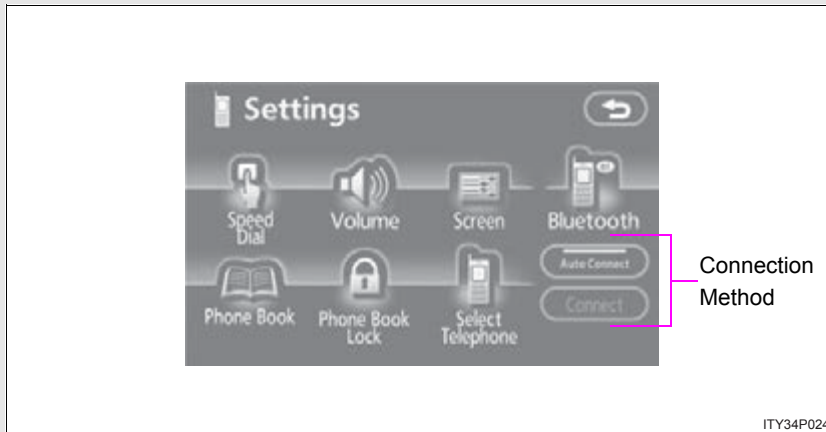 Settings
Speed
Dial
Volume
Screen
Bluetooth
Auto Connect
Connect
Phone Book
Phone Book
Lock
Select
Telephone
Connection
Method
ITY34P024